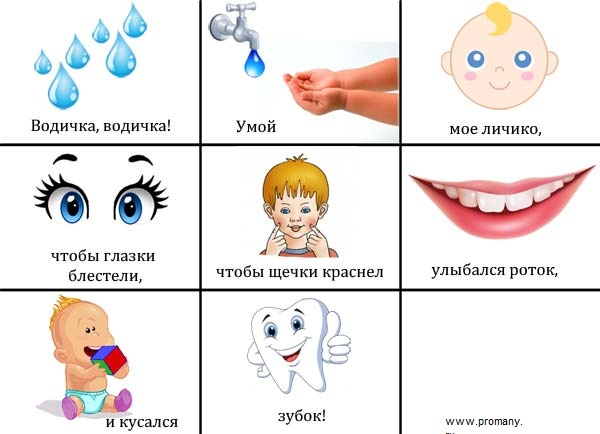 Водичка, водичка!
Умой
мое личико,
чтобы глазки
блестели,
чтобы щечки краснел
улыбался роток,
и кусался
зубок!
www.promany.